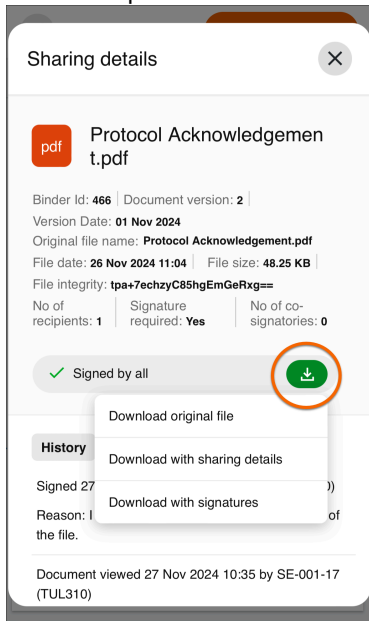 Sharing details
pdf
Protocol Acknowledgemen
t.pdf
Binder Id: 466 Document version: 2
Version Date: 01 Nov 2024
Original file name: Protocol Acknowledgement.pdf
File date: 26 Nov 2024 11:04 File size: 48.25 KB
File integrity: tpa+7echzyC85hgEmGeRxg==
No of recipients: 1 Signature required: Yes No of co-signatories: 0
Signed by all
Download original file
Download with sharing details
Download with signatures
History
Signed 27 0)
Reason: I of
the file.
Document viewed 27 Nov 2024 10:35 by SE-001-17
(TUL310)